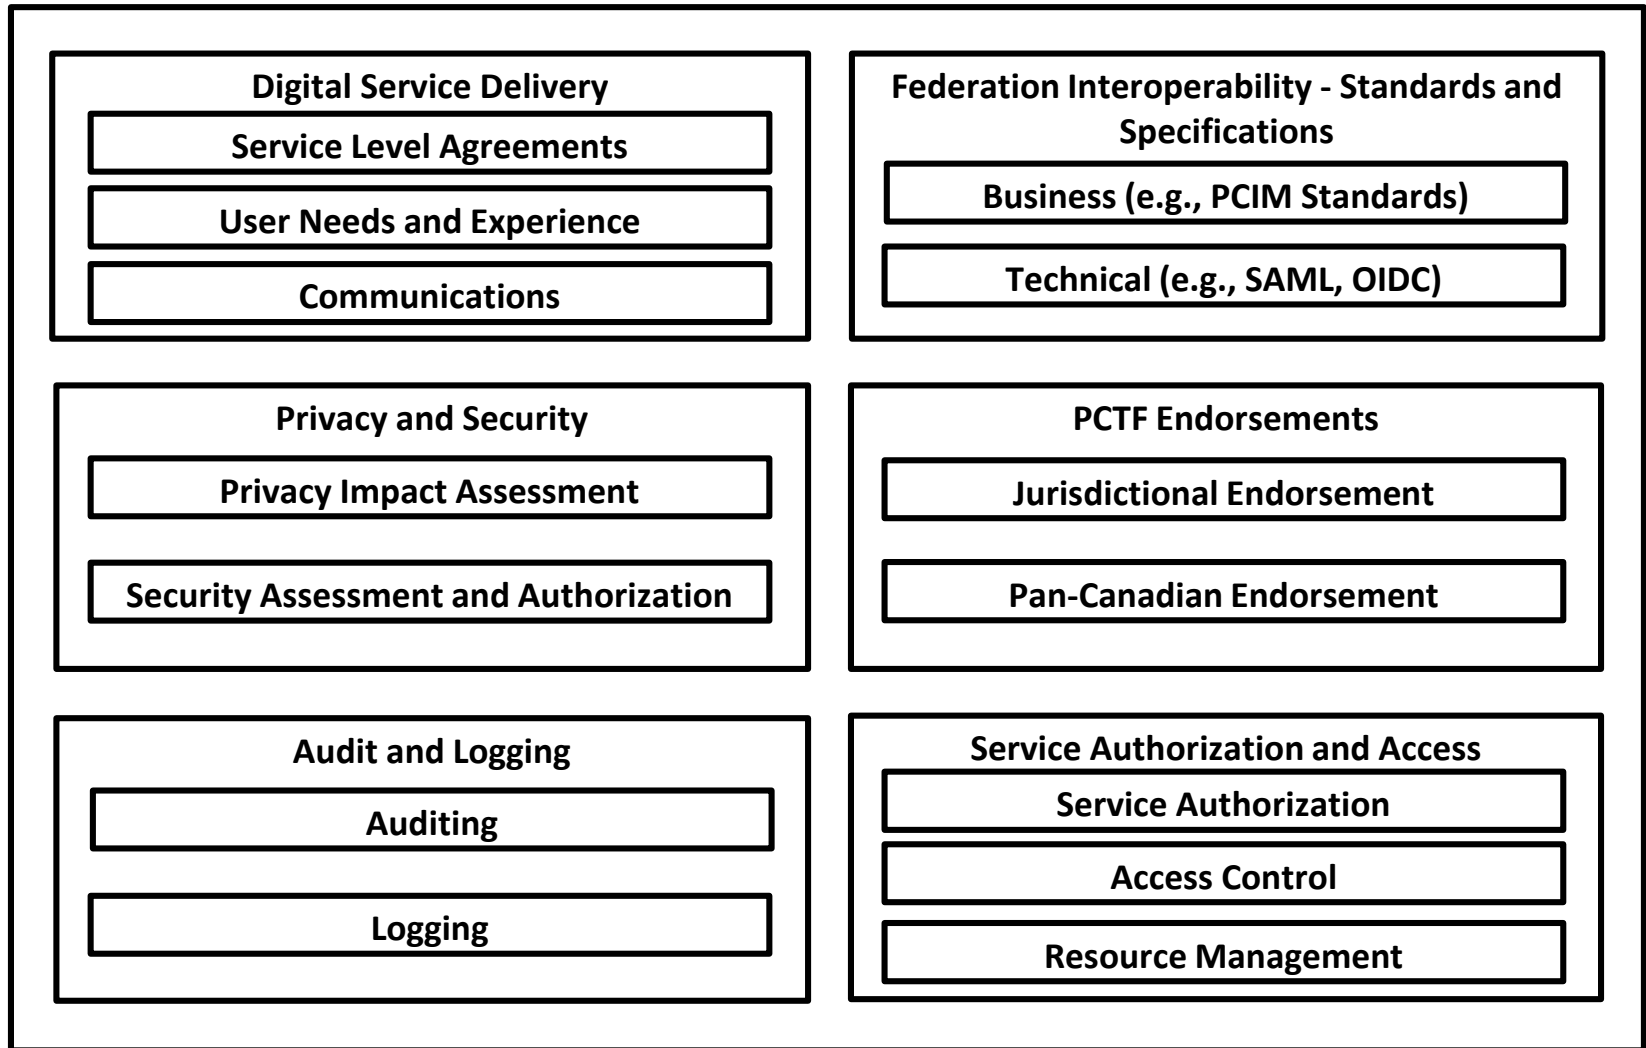 Digital Service Delivery
Service Level Agreements
User Needs and Experience
Communications
Federation Interoperability - Standards and
Specifications
Business (e.g., PCIM Standards)
Technical (e.g., SAML, OIDC)
Privacy and Security
Privacy Impact Assessment
Security Assessment and Authorization
PCTF Endorsements
Jurisdictional Endorsement
Pan-Canadian Endorsement
Audit and Logging
Auditing
Logging
Service Authorization and Access
Service Authorization
Access Control
Resource Management